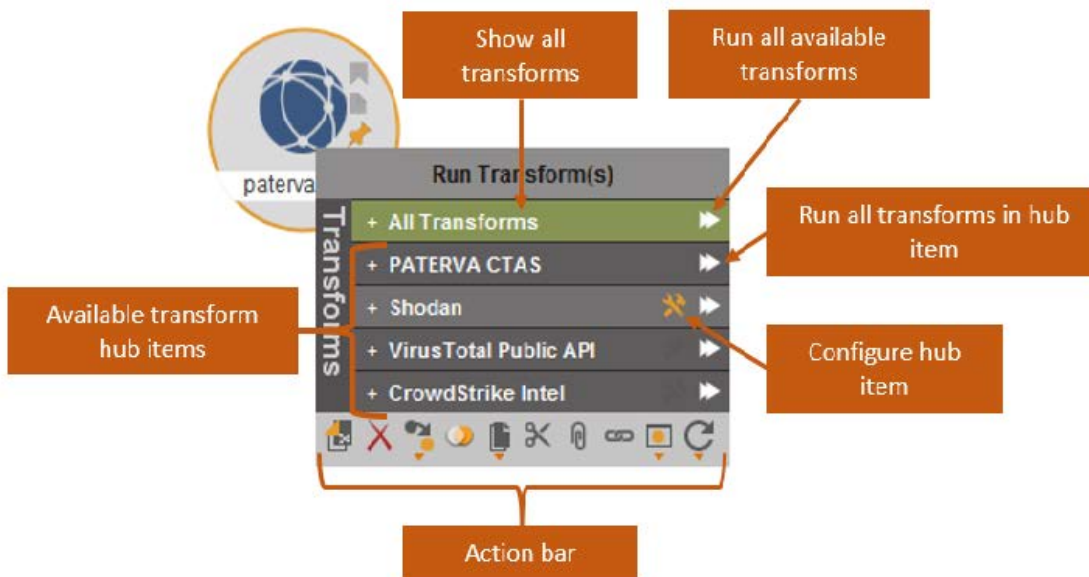 Show all
transforms
Run all available
transforms
paterva
Run Transform(s)
Transforms
+ All Transforms
+ PATERVA CTAS
+ Shodan
+ VirusTotal Public API
+ CrowdStrike Intel
Run all transforms in hub
item
Available transform
hub items
Configure hub
item
Action bar